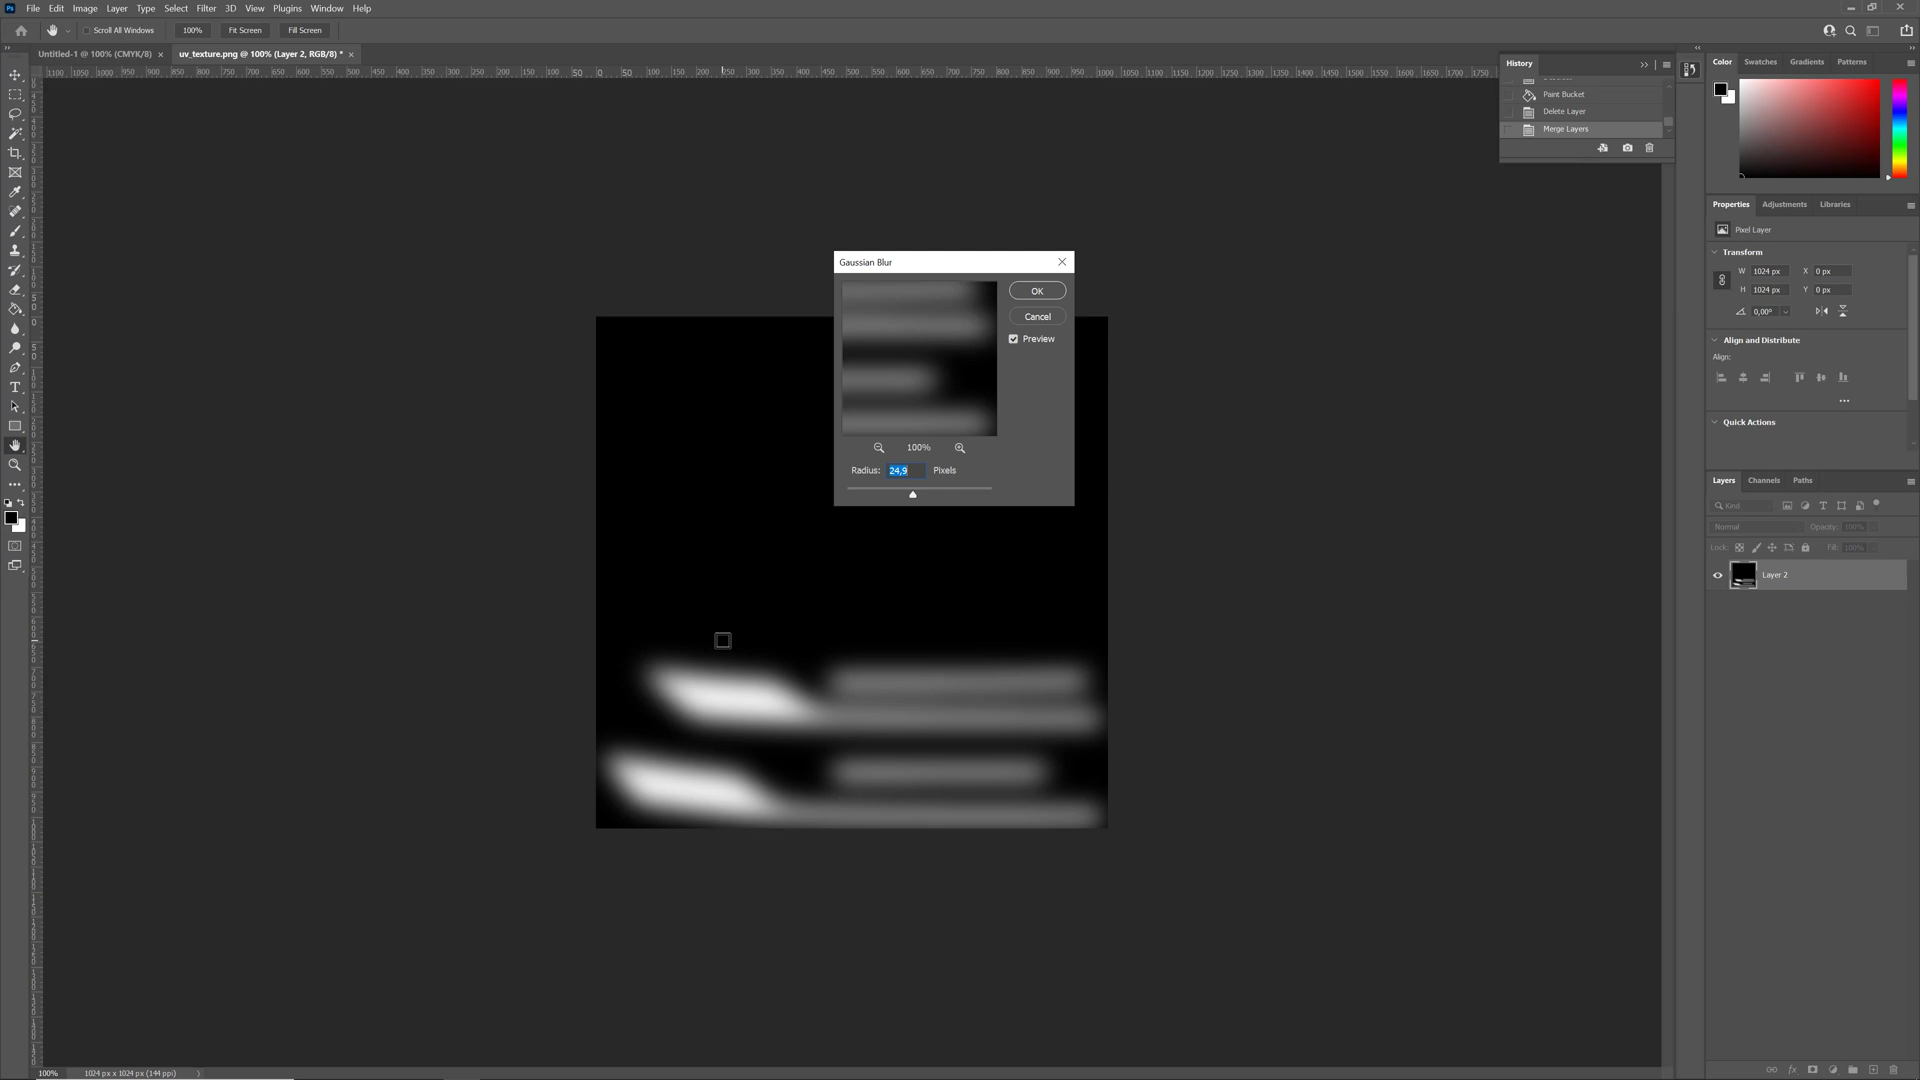 Ps File Edit Image Layer Type Select Filter 3D View Plugins Window Help
Scroll All Windows 100% Fit Screen Fill Screen
Untitled-1 @ 100% (CMYK/8) × uv_texture.png @ 100% (Layer 2, RGB/8) * ×
History
Paint Bucket
Delete Layer
Merge Layers
Color Swatches Gradients Patterns
Gaussian Blur
OK
Cancel
Preview
100%
Radius: 24,9 Pixels
Properties Adjustments Libraries
Pixel Layer
Transform
W 1024 px X 0 px
H 1024 px Y 0 px
0,00°
Align and Distribute
Align:
Quick Actions
Layers Channels Paths
Kind
Normal Opacity: 100%
Lock: Fill: 100%
Layer 2
100% 1024 px x 1024 px (144 ppi)